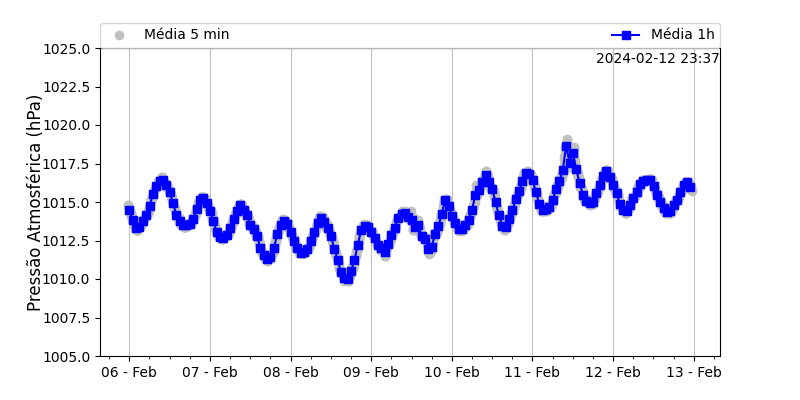 Média 5 min
Média 1h
2024-02-12 23:37
Pressão Atmosférica (hPa)
1025.0
1022.5
1020.0
1017.5
1015.0
1012.5
1010.0
1007.5
1005.0
06 - Feb
07 - Feb
08 - Feb
09 - Feb
10 - Feb
11 - Feb
12 - Feb
13 - Feb